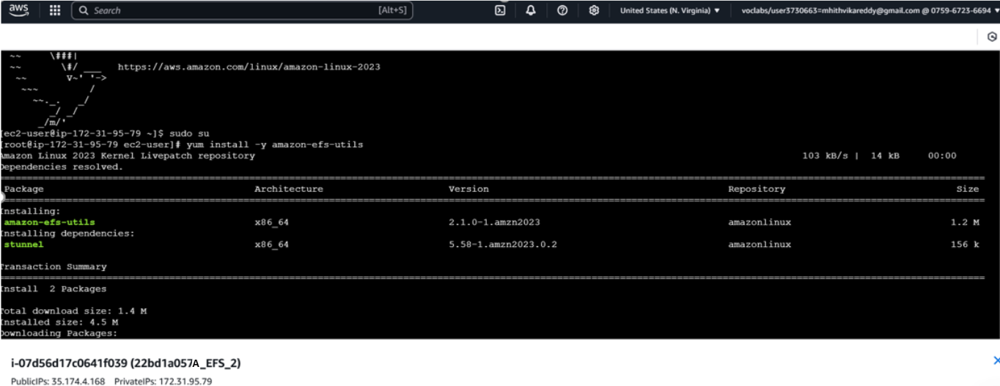 aws Search [Alt+S] United States (N. Virginia) ▼ voclabs/user3730663=mhithvikareddy@gmail.com @ 0759-6723-6694 ▼
~~ \###|
~~ \#/ ___ https://aws.amazon.com/linux/amazon-linux-2023
~~ V~' '->
~~~ /
~~._. _/
_/ _/
_/m/'
[ec2-user@ip-172-31-95-79 ~]$ sudo su
[root@ip-172-31-95-79 ec2-user]# yum install -y amazon-efs-utils
Amazon Linux 2023 Kernel Livepatch repository 103 kB/s | 14 kB 00:00
Dependencies resolved.
Package Architecture Version Repository Size
Installing:
amazon-efs-utils x86_64 2.1.0-1.amzn2023 amazonlinux 1.2 M
Installing dependencies:
stunnel x86_64 5.58-1.amzn2023.0.2 amazonlinux 156 k
Transaction Summary
Install 2 Packages
Total download size: 1.4 M
Installed size: 4.5 M
Downloading Packages:
i-07d56d17c0641f039 (22bd1a057A_EFS_2)
PublicIPs: 35.174.4.168 PrivateIPs: 172.31.95.79